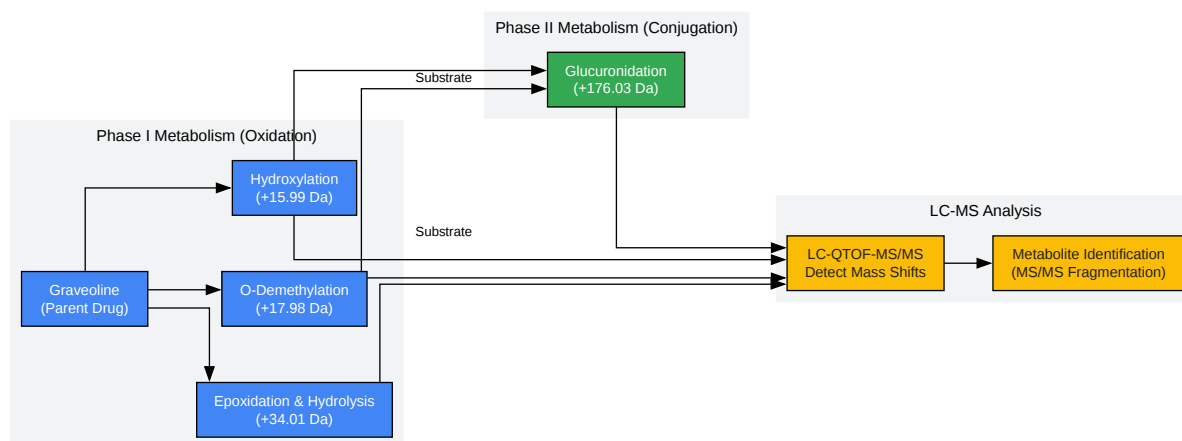 Phase II Metabolism (Conjugation)
Glucuronidation
(+176.03 Da)
Substrate
Phase I Metabolism (Oxidation)
Hydroxylation
(+15.99 Da)
Substrate
Graveoline
(Parent Drug)
O-Demethylation
(+17.98 Da)
Epoxidation & Hydrolysis
(+34.01 Da)
LC-MS Analysis
LC-QTOF-MS/MS
Detect Mass Shifts
Metabolite Identification
(MS/MS Fragmentation)